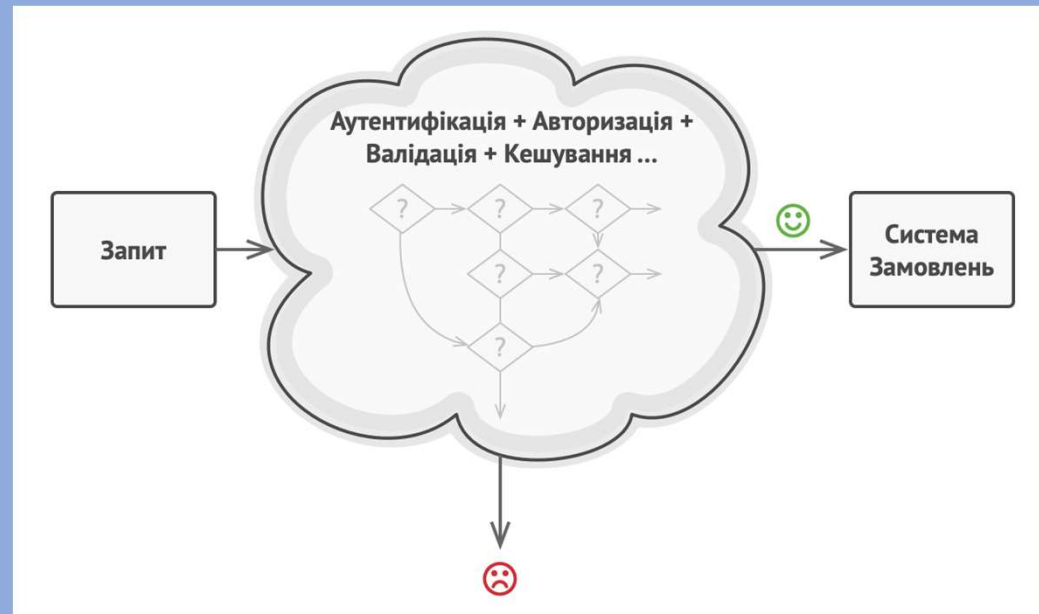 Аутентифікація + Авторизація +
Валідація + Кешування ...
? ? ?
Запит
Система
Замовлень
? ?
?